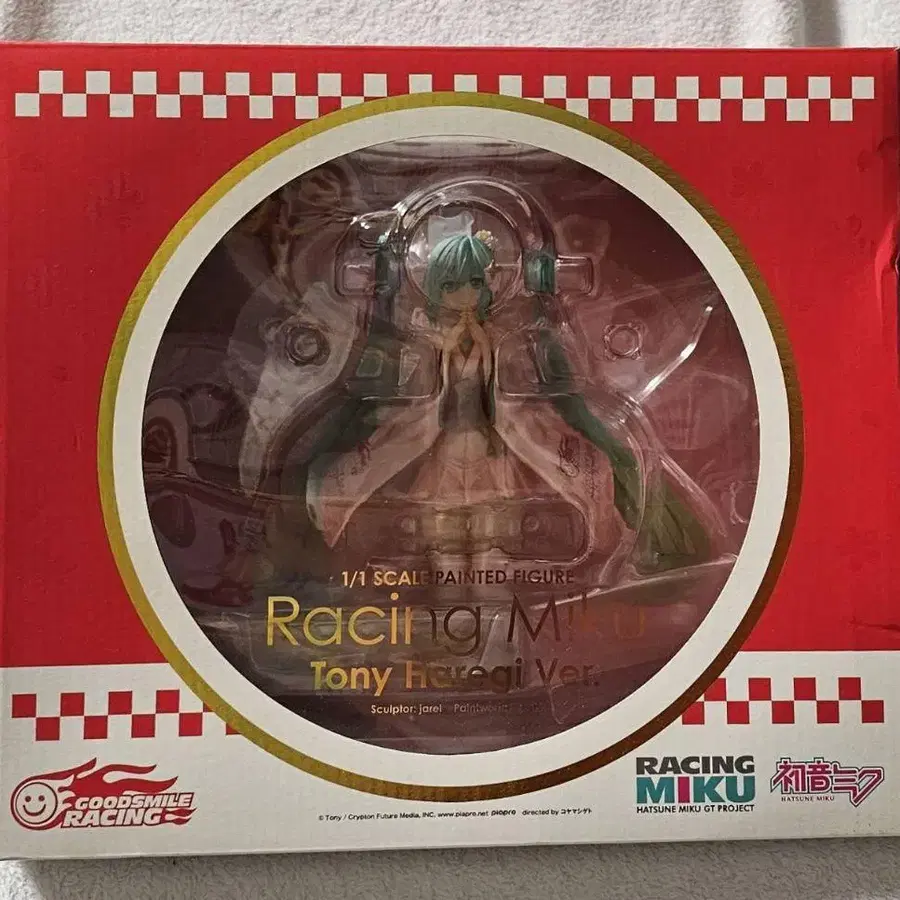 1/1 SCALE PAINTED FIGURE
Racing Miku
Tony Haregi Ver.
Sculptor: jarel
GOODSMILE
RACING
© Tony / Crypton Future Media, INC. www.piapro.net piapro directed by コヤマシゲト
RACING
MIKU
HATSUNE MIKU GT PROJECT
初音ミク
HATSUNE MIKU